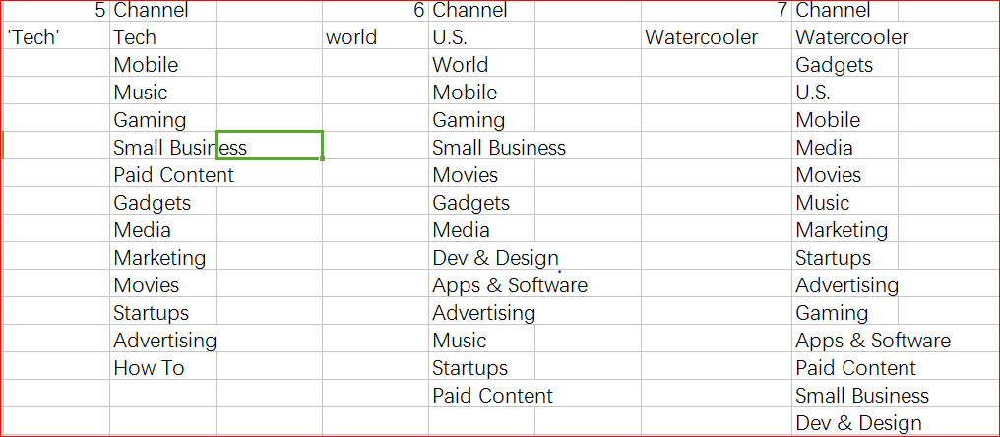 5 Channel 6 Channel 7 Channel
'Tech' Tech world U.S. Watercooler Watercooler
Mobile World Gadgets
Music Mobile U.S.
Gaming Gaming Mobile
Small Business Small Business Media
Paid Content Movies Movies
Gadgets Gadgets Music
Media Media Marketing
Marketing Dev & Design Startups
Movies Apps & Software Advertising
Startups Advertising Gaming
Advertising Music Apps & Software
How To Startups Paid Content
Paid Content Small Business
Dev & Design